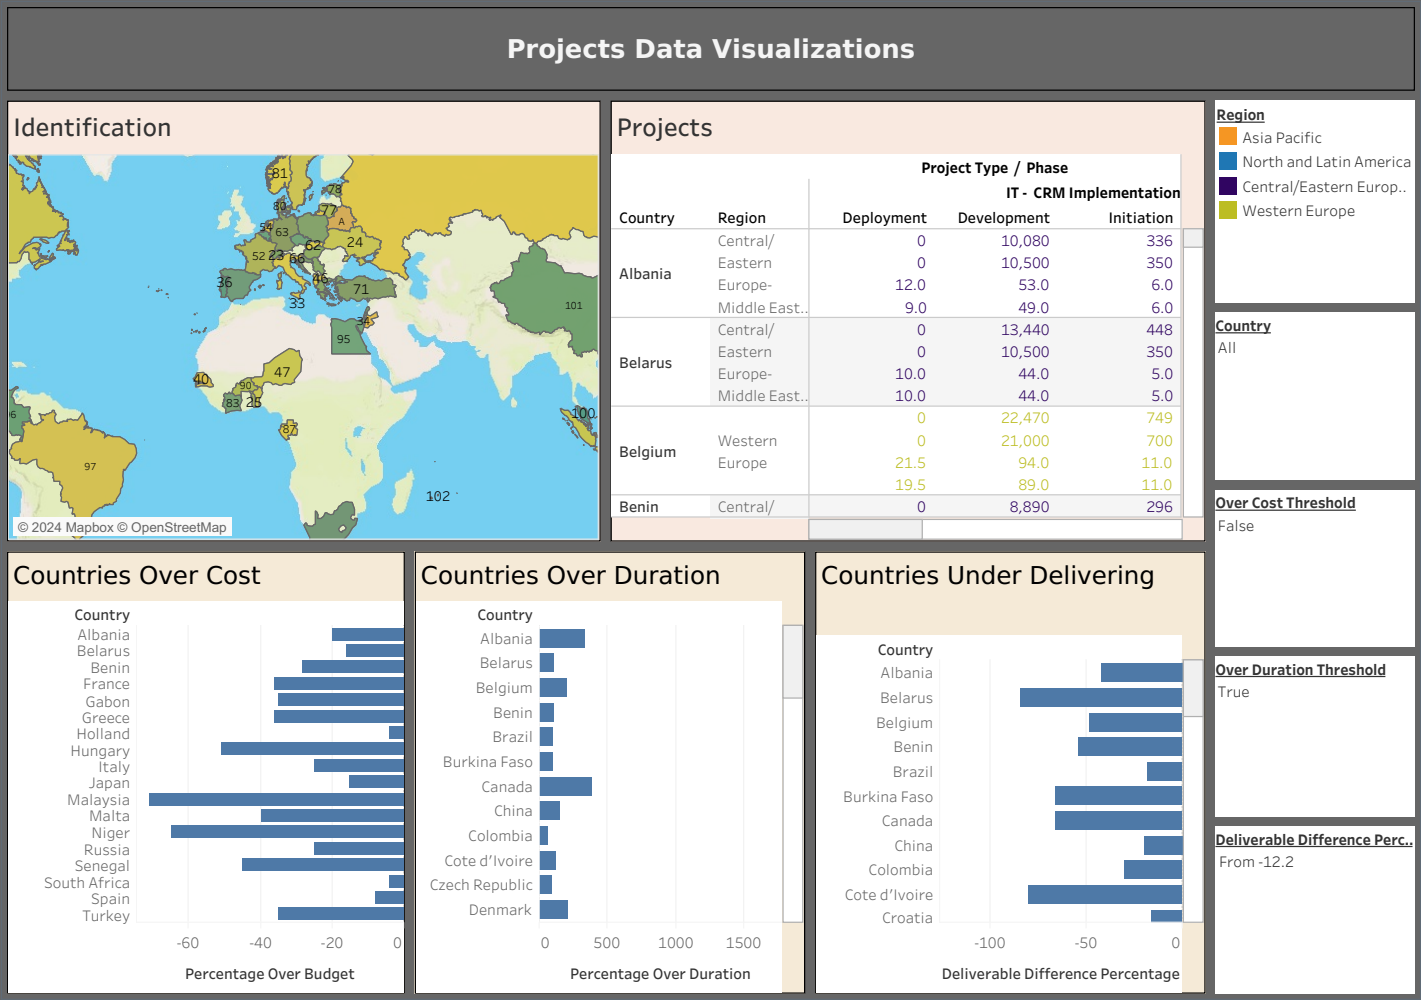 Projects Data Visualizations
Identification
81
78
80
77
A
54
63
62
24
52
23
66
36
46
71
33
34
101
95
40
47
90
83
25
87
100
6
97
102
© 2024 Mapbox © OpenStreetMap
Projects
Project Type / Phase
IT - CRM Implementation
Country Region Deployment Development Initiation
Albania
Central/ 0 10,080 336
Eastern 0 10,500 350
Europe- 12.0 53.0 6.0
Middle East.. 9.0 49.0 6.0
Belarus
Central/ 0 13,440 448
Eastern 0 10,500 350
Europe- 10.0 44.0 5.0
Middle East.. 10.0 44.0 5.0
Belgium
0 22,470 749
Western 0 21,000 700
Europe 21.5 94.0 11.0
19.5 89.0 11.0
Benin Central/ 0 8,890 296
Region
Asia Pacific
North and Latin America
Central/Eastern Europ..
Western Europe
Country
All
Over Cost Threshold
False
Over Duration Threshold
True
Deliverable Difference Perc..
From -12.2
Countries Over Cost
Country
Albania
Belarus
Benin
France
Gabon
Greece
Holland
Hungary
Italy
Japan
Malaysia
Malta
Niger
Russia
Senegal
South Africa
Spain
Turkey
-60 -40 -20 0
Percentage Over Budget
Countries Over Duration
Country
Albania
Belarus
Belgium
Benin
Brazil
Burkina Faso
Canada
China
Colombia
Cote d'Ivoire
Czech Republic
Denmark
0 500 1000 1500
Percentage Over Duration
Countries Under Delivering
Country
Albania
Belarus
Belgium
Benin
Brazil
Burkina Faso
Canada
China
Colombia
Cote d'Ivoire
Croatia
-100 -50 0
Deliverable Difference Percentage